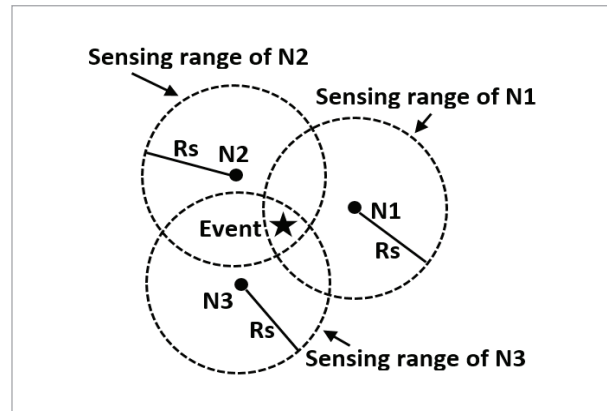 Sensing range of N2
Sensing range of N1
Rs
N2
N1
Event
Rs
N3
Rs
Sensing range of N3